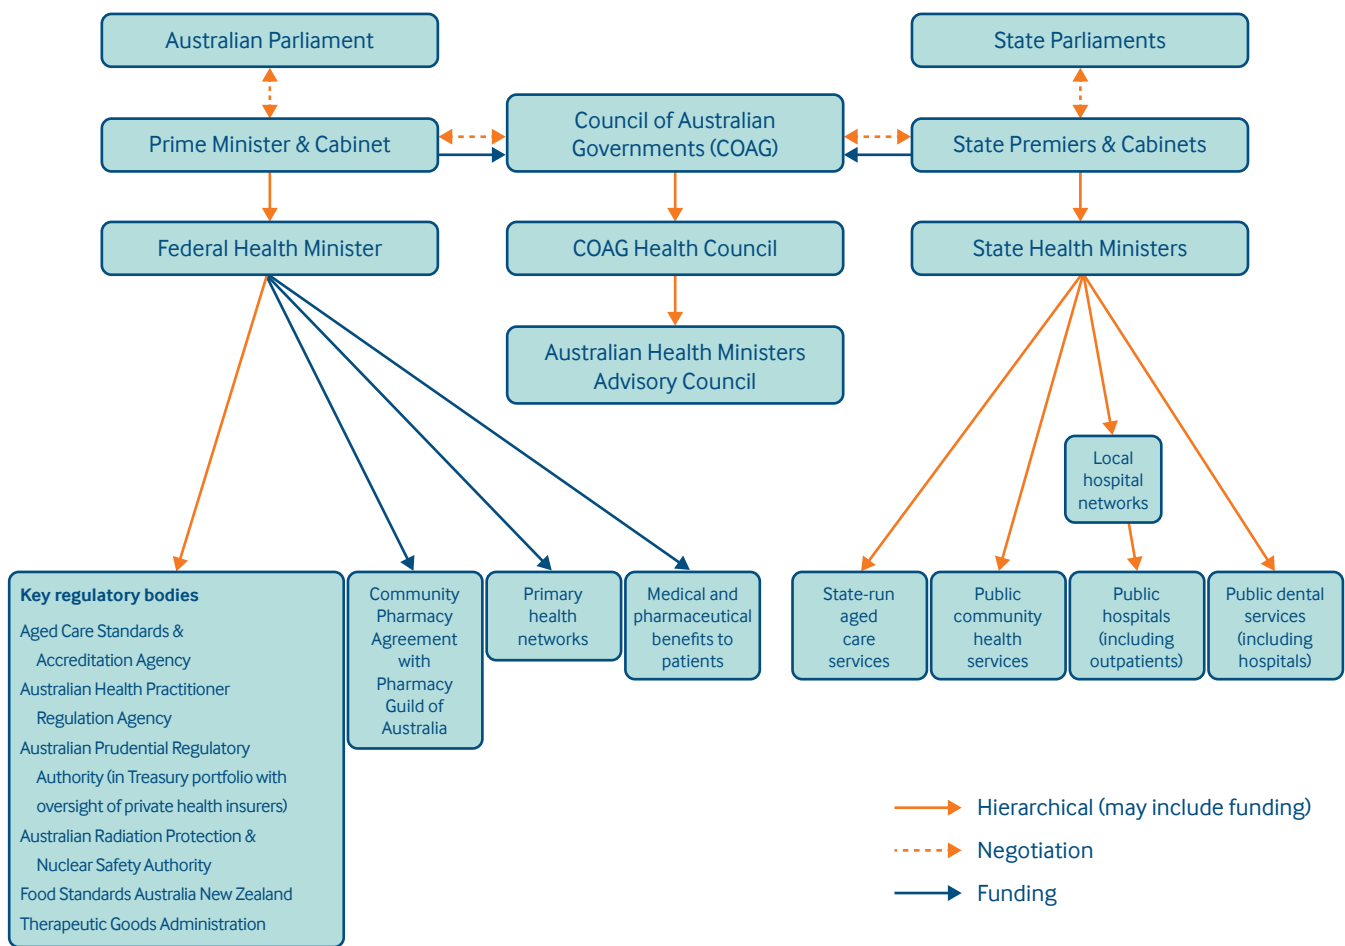 Australian Parliament
State Parliaments
Prime Minister & Cabinet
Council of Australian
Governments (COAG)
State Premiers & Cabinets
Federal Health Minister
COAG Health Council
State Health Ministers
Australian Health Ministers
Advisory Council
Local
hospital
networks
Key regulatory bodies
Aged Care Standards &
Accreditation Agency
Australian Health Practitioner
Regulation Agency
Australian Prudential Regulatory
Authority (in Treasury portfolio with
oversight of private health insurers)
Australian Radiation Protection &
Nuclear Safety Authority
Food Standards Australia New Zealand
Therapeutic Goods Administration
Community
Pharmacy
Agreement
with
Pharmacy
Guild of
Australia
Primary
health
networks
Medical and
pharmaceutical
benefits to
patients
State-run
aged
care
services
Public
community
health
services
Public
hospitals
(including
outpatients)
Public dental
services
(including
hospitals)
Hierarchical (may include funding)
Negotiation
Funding